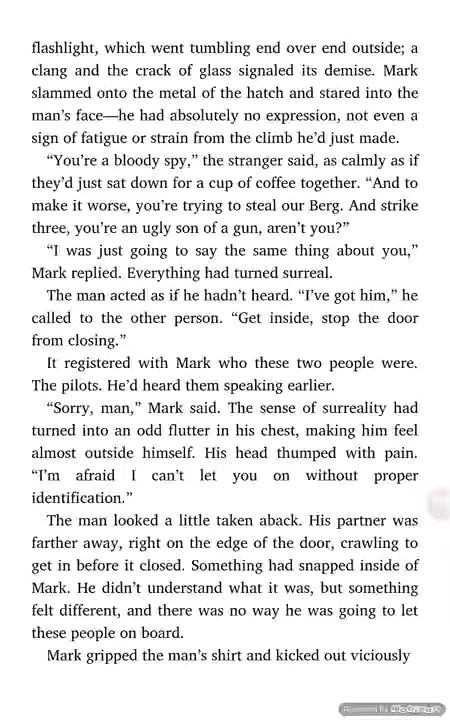 flashlight, which went tumbling end over end outside; a
clang and the crack of glass signaled its demise. Mark
slammed onto the metal of the hatch and stared into the
man’s face—he had absolutely no expression, not even a
sign of fatigue or strain from the climb he’d just made.
“You’re a bloody spy,” the stranger said, as calmly as if
they’d just sat down for a cup of coffee together. “And to
make it worse, you’re trying to steal our Berg. And strike
three, you’re an ugly son of a gun, aren’t you?”
“I was just going to say the same thing about you,”
Mark replied. Everything had turned surreal.
The man acted as if he hadn’t heard. “I’ve got him,” he
called to the other person. “Get inside, stop the door
from closing.”
It registered with Mark who these two people were.
The pilots. He’d heard them speaking earlier.
“Sorry, man,” Mark said. The sense of surreality had
turned into an odd flutter in his chest, making him feel
almost outside himself. His head thumped with pain.
“I’m afraid I can’t let you on without proper
identification.”
The man looked a little taken aback. His partner was
farther away, right on the edge of the door, crawling to
get in before it closed. Something had snapped inside of
Mark. He didn’t understand what it was, but something
felt different, and there was no way he was going to let
these people on board.
Mark gripped the man’s shirt and kicked out viciously